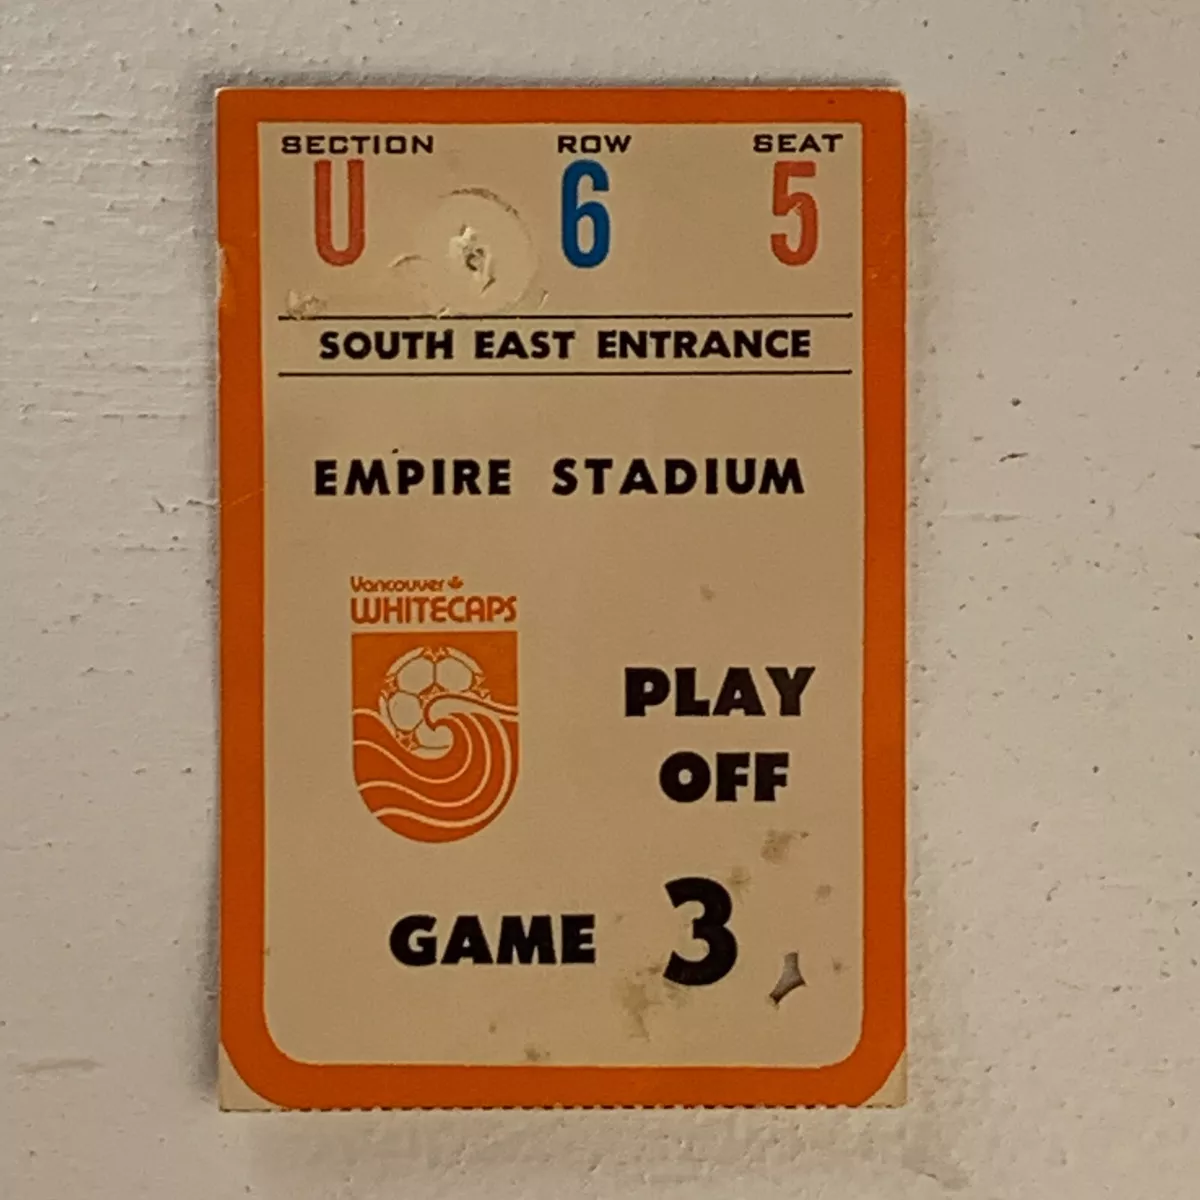 SECTION ROW SEAT
U 6 5
SOUTH EAST ENTRANCE
EMPIRE STADIUM
Vancouver
WHITECAPS
PLAY
OFF
GAME 3